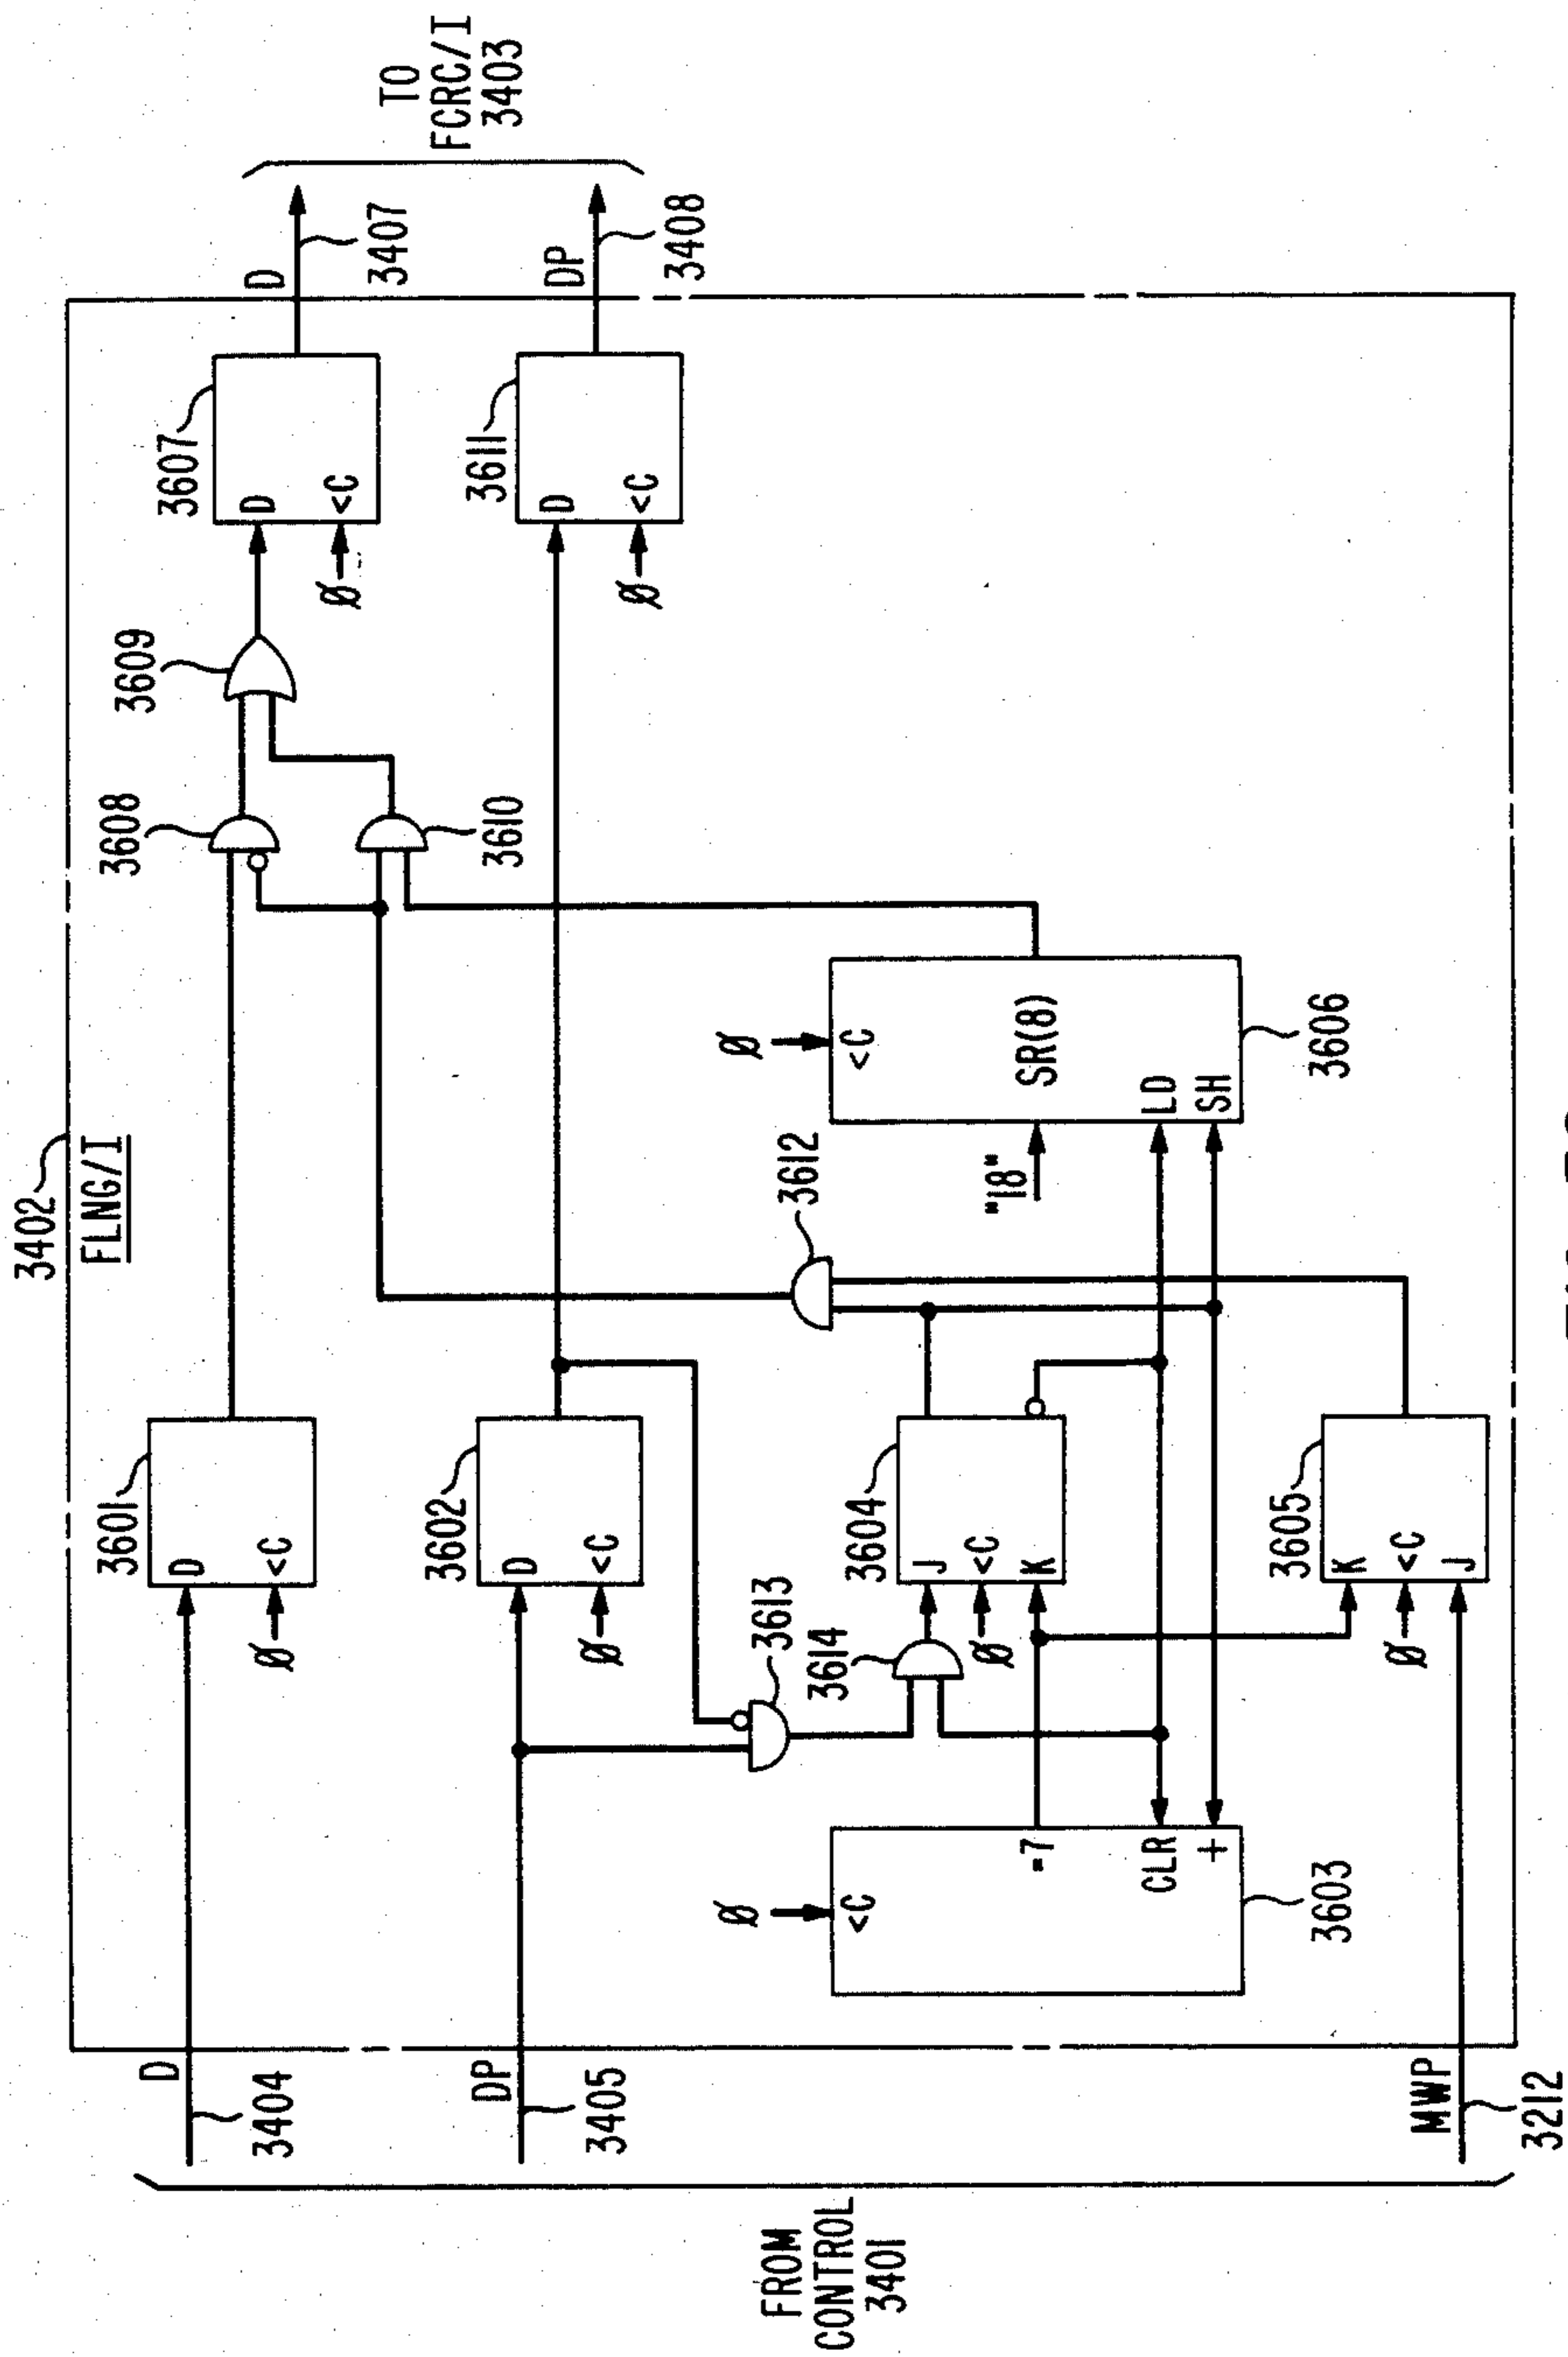 3402
FLNG/I
FROM
CONTROL
3401
D
3404
DP
3405
MWP
3212
3601
D
<C
Ø
3602
D
<C
Ø
3613
3614
3603
Ø
<C
=7
CLR
+
3604
J
<C
K
Ø
3605
K
<C
J
Ø
3612
"18"
3606
Ø
<C
SR(8)
LD
SH
3608
3610
3609
3607
D
<C
Ø
3611
D
<C
Ø
D
3407
DP
3408
TO
FCRC/I
3403